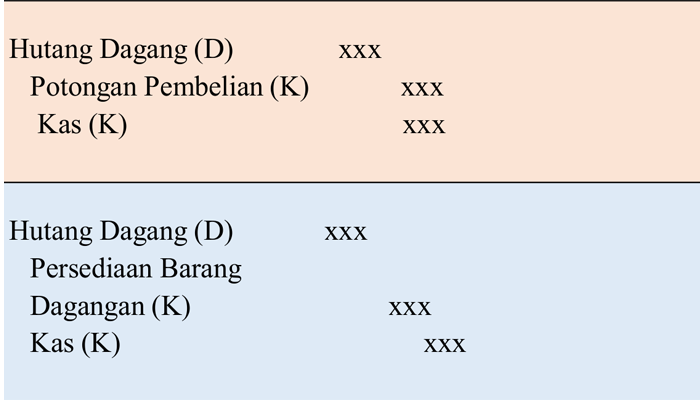 Hutang Dagang (D) xxx
Potongan Pembelian (K) xxx
Kas (K) xxx
Hutang Dagang (D) xxx
Persediaan Barang
Dagangan (K) xxx
Kas (K) xxx